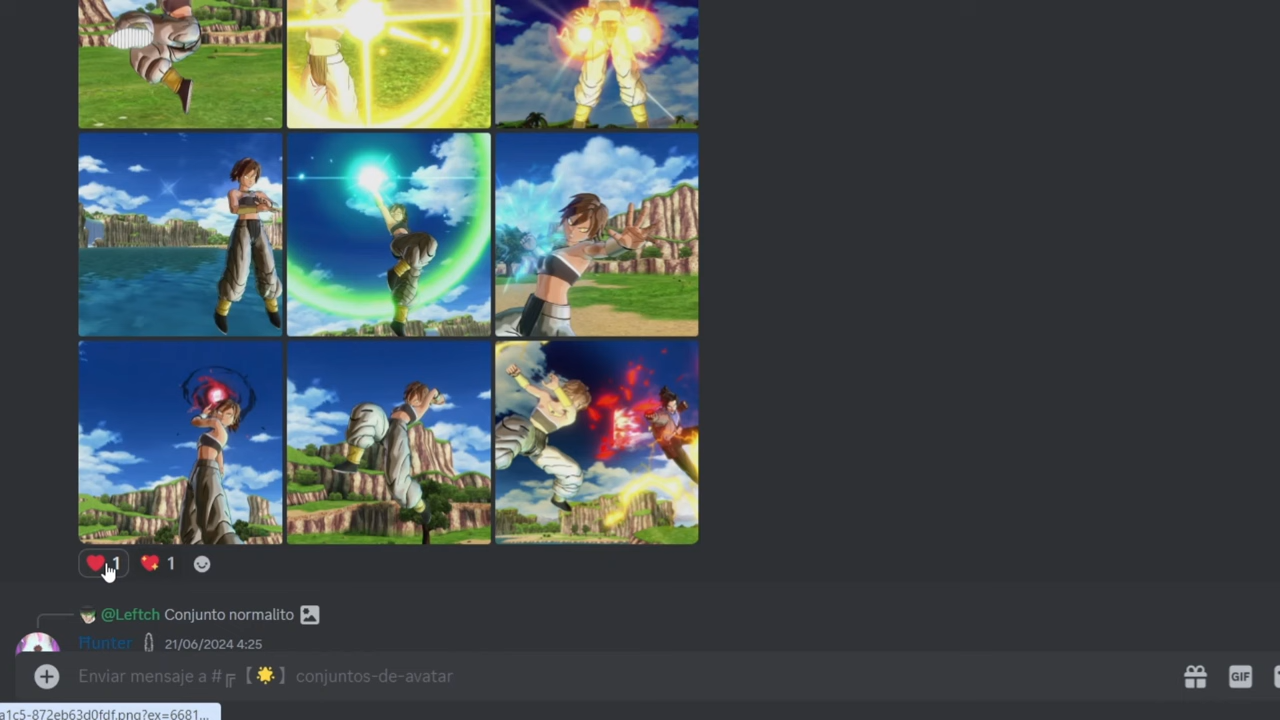 1 1
@Leftch Conjunto normalito
Hunter 21/06/2024 4:25
Enviar mensaje a #╔【🌟】conjuntos-de-avatar
GIF
a1c5-872eb63d0fdf.png?ex=6681...